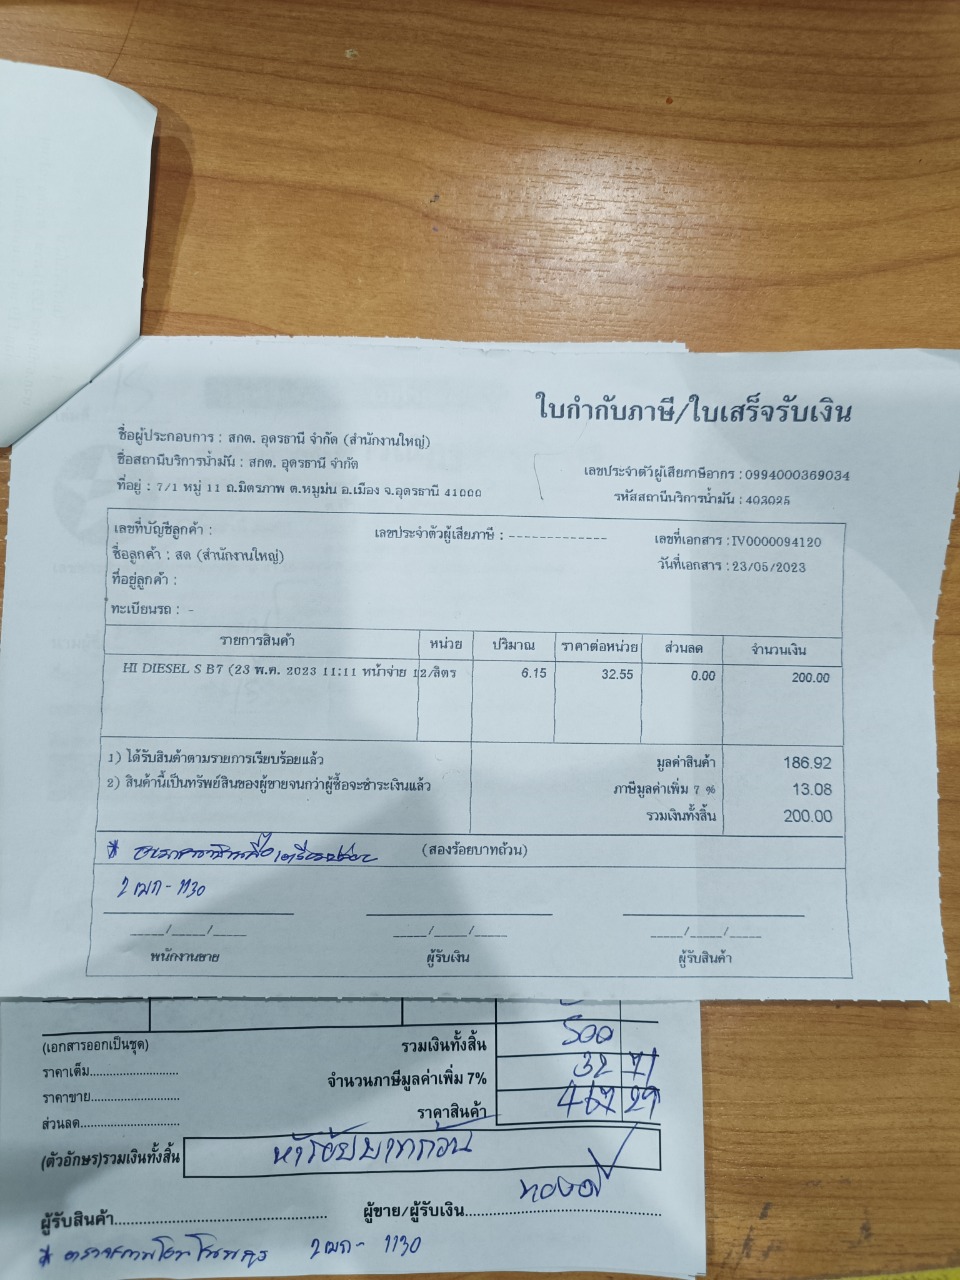 ใบกำกับภาษี/ใบเสร็จรับเงิน
ชื่อผู้ประกอบการ : สกต. อุดรธานี จำกัด (สำนักงานใหญ่)
ชื่อสถานีบริการน้ำมัน : สกต. อุดรธานี จำกัด
เลขประจำตัวผู้เสียภาษีอากร : 0994000369034
ที่อยู่ : 7/1 หมู่ 11 ถ.มิตรภาพ ต.หมูม่น อ.เมือง จ.อุดรธานี 41000
รหัสสถานีบริการน้ำมัน : 403025
เลขที่บัญชีลูกค้า : เลขประจำตัวผู้เสียภาษี : ------------- เลขที่เอกสาร : IV0000094120
ชื่อลูกค้า : สด (สำนักงานใหญ่) วันที่เอกสาร : 23/05/2023
ที่อยู่ลูกค้า :
ทะเบียนรถ : -
รายการสินค้า หน่วย ปริมาณ ราคาต่อหน่วย ส่วนลด จำนวนเงิน
HI DIESEL S B7 (23 พ.ค. 2023 11:11 หน้าจ่าย 12/ลิตร 6.15 32.55 0.00 200.00
1) ได้รับสินค้าตามรายการเรียบร้อยแล้ว มูลค่าสินค้า 186.92
2) สินค้านี้เป็นทรัพย์สินของผู้ขายจนกว่าผู้ซื้อจะชำระเงินแล้ว ภาษีมูลค่าเพิ่ม 7 % 13.08
รวมเงินทั้งสิ้น 200.00
(สองร้อยบาทถ้วน)
2 เมก - 1130
_____/_____/_____ _____/_____/_____ _____/_____/_____
พนักงานขาย ผู้รับเงิน ผู้รับสินค้า
(เอกสารออกเป็นชุด) รวมเงินทั้งสิ้น 500
ราคาเต็ม จำนวนภาษีมูลค่าเพิ่ม 7% 32 71
ราคาขาย ราคาสินค้า 467 29
ส่วนลด
(ตัวอักษร)รวมเงินทั้งสิ้น ห้าร้อยบาทถ้วน
ผู้รับสินค้า ผู้ขาย/ผู้รับเงิน
2 เมก - 1130